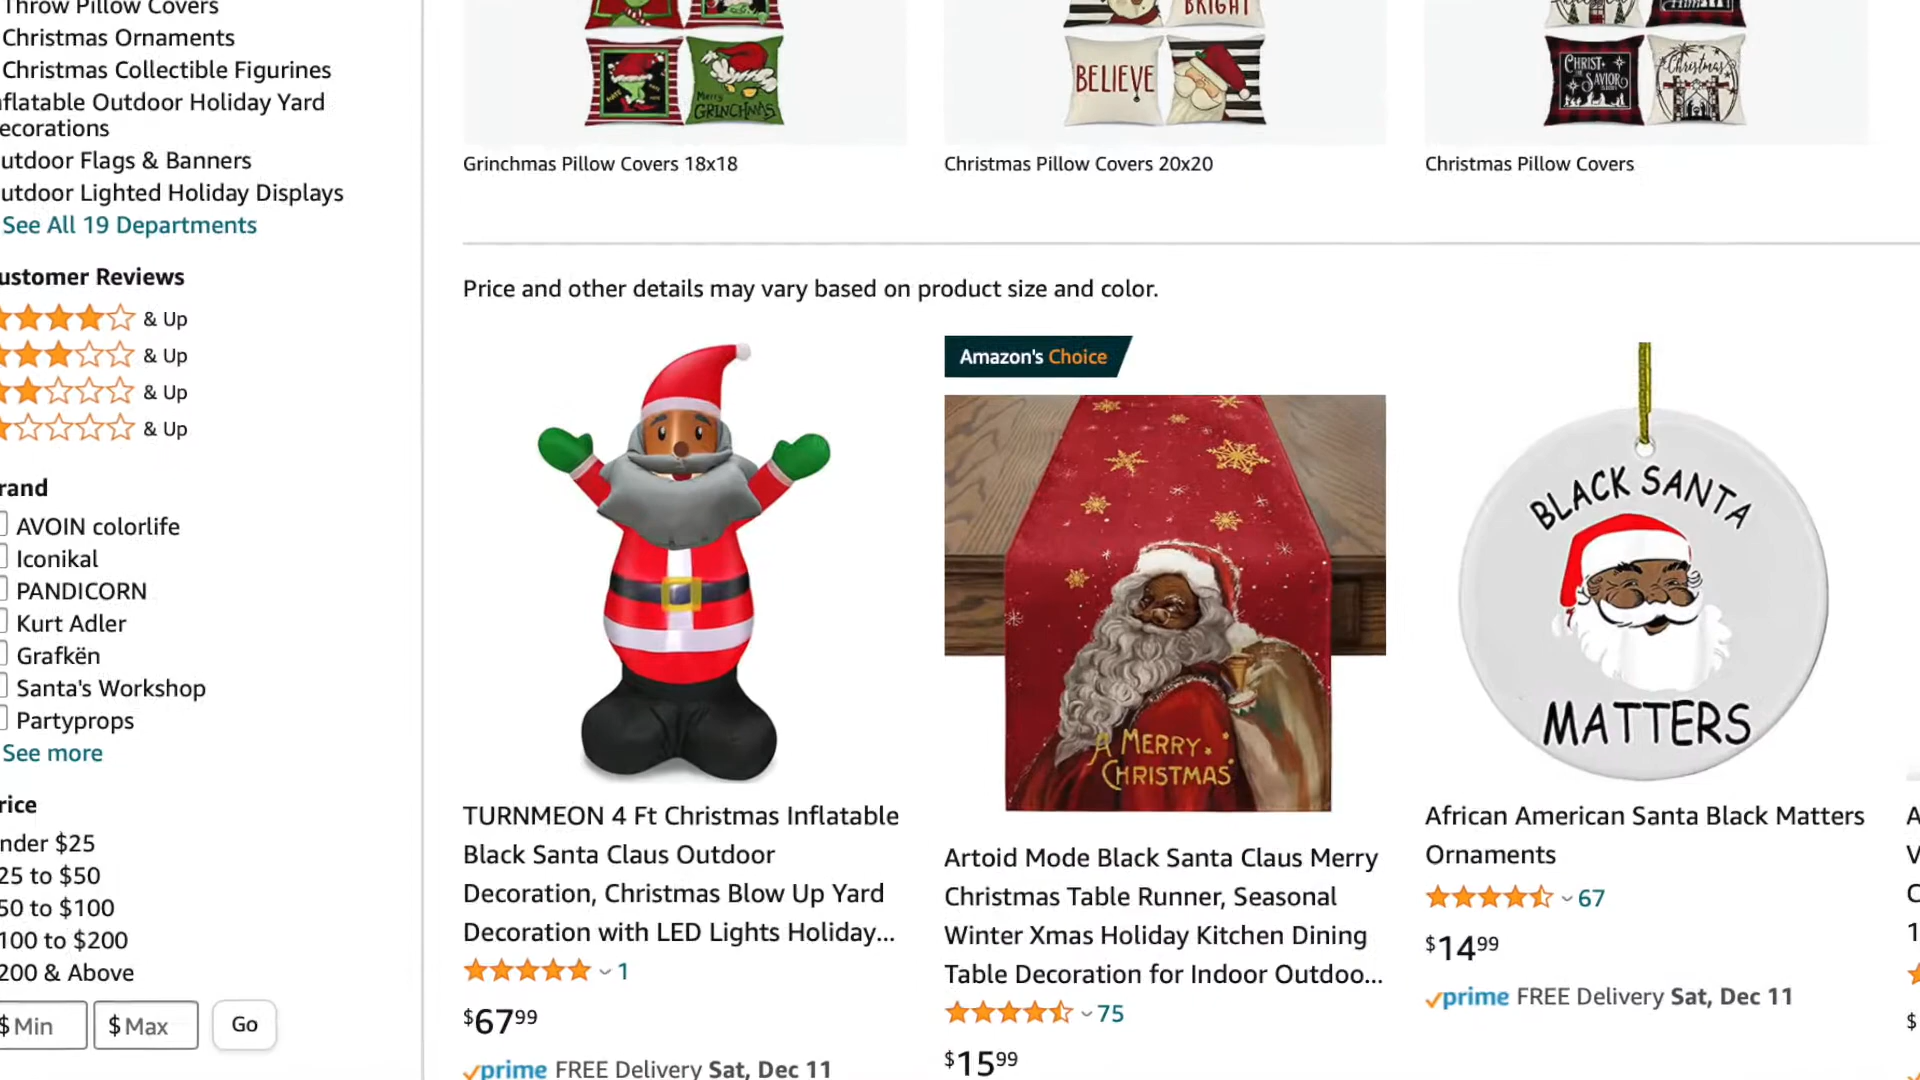 Throw Pillow Covers
Christmas Ornaments
Christmas Collectible Figurines
nflatable Outdoor Holiday Yard
ecorations
utdoor Flags & Banners
utdoor Lighted Holiday Displays
See All 19 Departments
ustomer Reviews
& Up
& Up
& Up
& Up
rand
AVOIN colorlife
Iconikal
PANDICORN
Kurt Adler
Grafkën
Santa's Workshop
Partyprops
See more
rice
nder $25
25 to $50
50 to $100
100 to $200
200 & Above
$ Min $ Max Go
Merry
GRINCHMAS
Grinchmas Pillow Covers 18x18
BRIGHT
BELIEVE
Christmas Pillow Covers 20x20
CHRIST
SAVIOR
Christmas
Christmas Pillow Covers
Price and other details may vary based on product size and color.
TURNMEON 4 Ft Christmas Inflatable
Black Santa Claus Outdoor
Decoration, Christmas Blow Up Yard
Decoration with LED Lights Holiday...
1
$6799
prime FREE Delivery Sat, Dec 11
Amazon's Choice
A MERRY
CHRISTMAS
Artoid Mode Black Santa Claus Merry
Christmas Table Runner, Seasonal
Winter Xmas Holiday Kitchen Dining
Table Decoration for Indoor Outdoo...
75
$1599
BLACK SANTA
MATTERS
African American Santa Black Matters
Ornaments
67
$1499
prime FREE Delivery Sat, Dec 11